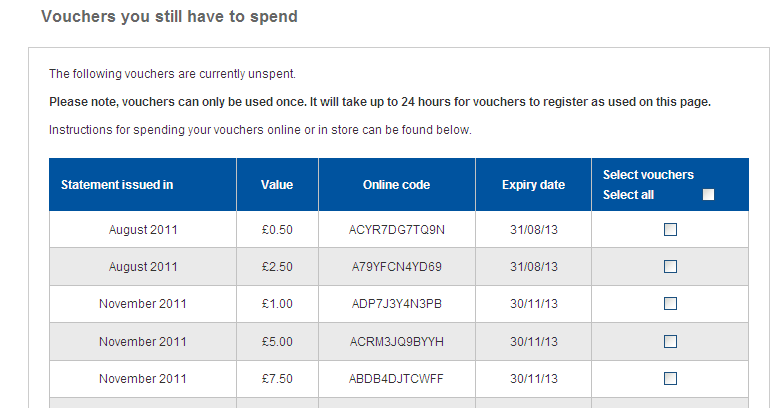 Vouchers you still have to spend
The following vouchers are currently unspent.
Please note, vouchers can only be used once. It will take up to 24 hours for vouchers to register as used on this page.
Instructions for spending your vouchers online or in store can be found below.
Statement issued in Value Online code Expiry date Select vouchers
Select all
August 2011 £0.50 ACYR7DG7TQ9N 31/08/13
August 2011 £2.50 A79YFCN4YD69 31/08/13
November 2011 £1.00 ADP7J3Y4N3PB 30/11/13
November 2011 £5.00 ACRM3JQ9BYYH 30/11/13
November 2011 £7.50 ABDB4DJTCWFF 30/11/13